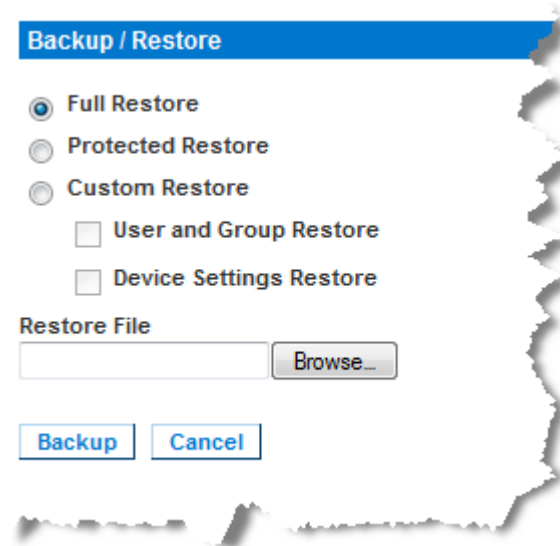 Backup / Restore
Full Restore
Protected Restore
Custom Restore
User and Group Restore
Device Settings Restore
Restore File
Browse...
Backup Cancel